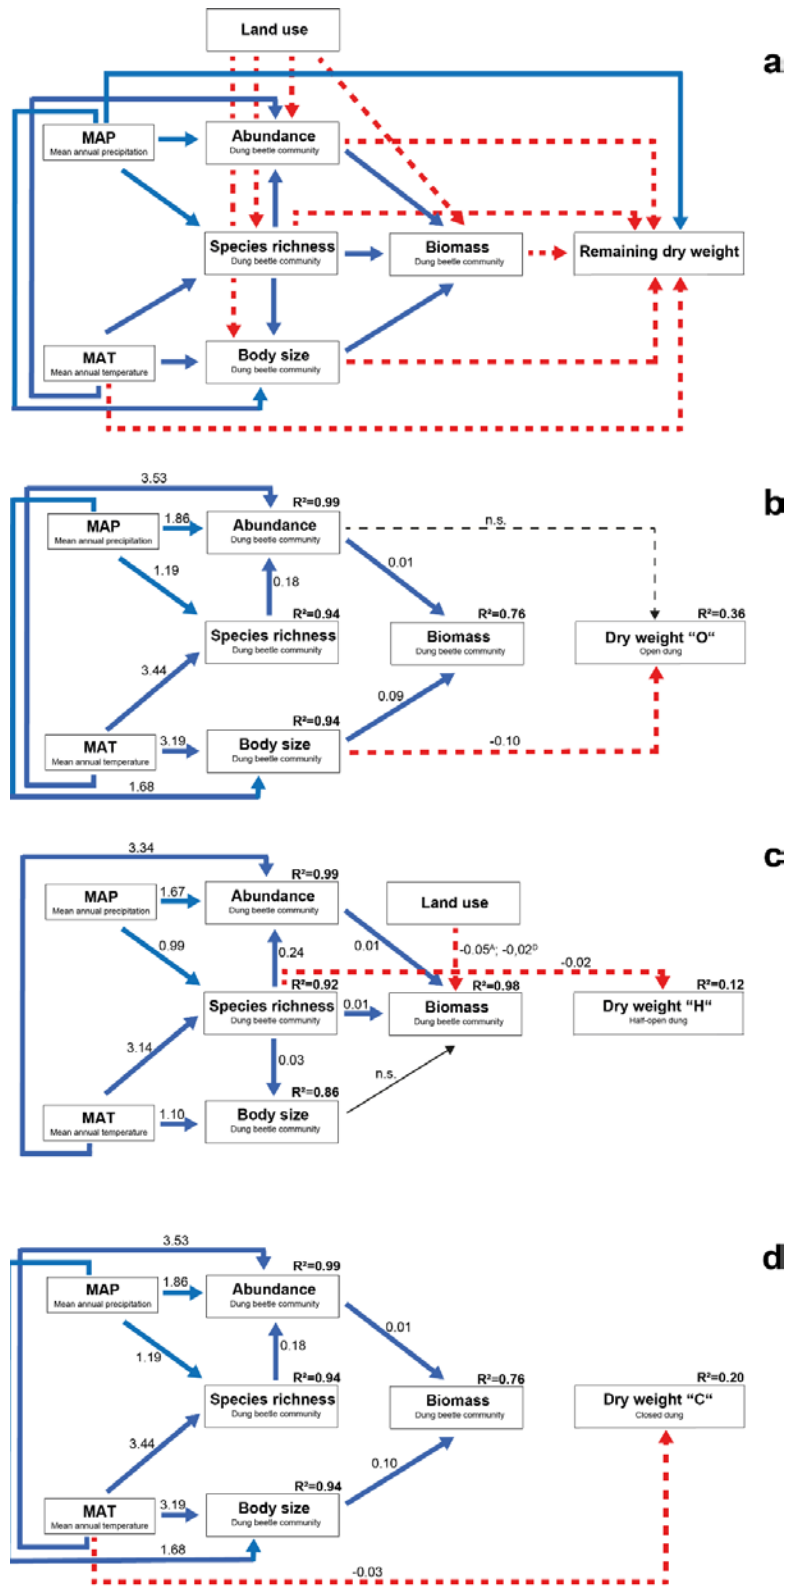 Land use
a
MAP
Mean annual precipitation
Abundance
Dung beetle community
Species richness
Dung beetle community
Biomass
Dung beetle community
Remaining dry weight
MAT
Mean annual temperature
Body size
Dung beetle community
b
3.53
R²=0.99
MAP
Mean annual precipitation
1.86
Abundance
Dung beetle community
n.s.
1.19
0.18
0.01
R²=0.94
R²=0.76
R²=0.36
Species richness
Dung beetle community
Biomass
Dung beetle community
Dry weight “O“
Open dung
3.44
0.09
R²=0.94
MAT
Mean annual temperature
3.19
Body size
Dung beetle community
-0.10
1.68
c
3.34
R²=0.99
MAP
Mean annual precipitation
1.67
Abundance
Dung beetle community
Land use
0.99
0.24
0.01
-0.05ᴬ; -0,02ᴰ
-0.02
R²=0.92
R²=0.98
R²=0.12
Species richness
Dung beetle community
0.01
Biomass
Dung beetle community
Dry weight “H“
Half-open dung
3.14
0.03
n.s.
R²=0.86
MAT
Mean annual temperature
1.10
Body size
Dung beetle community
d
3.53
R²=0.99
MAP
Mean annual precipitation
1.86
Abundance
Dung beetle community
1.19
0.18
0.01
R²=0.94
R²=0.76
R²=0.20
Species richness
Dung beetle community
Biomass
Dung beetle community
Dry weight “C“
Closed dung
3.44
0.10
R²=0.94
MAT
Mean annual temperature
3.19
Body size
Dung beetle community
1.68
-0.03